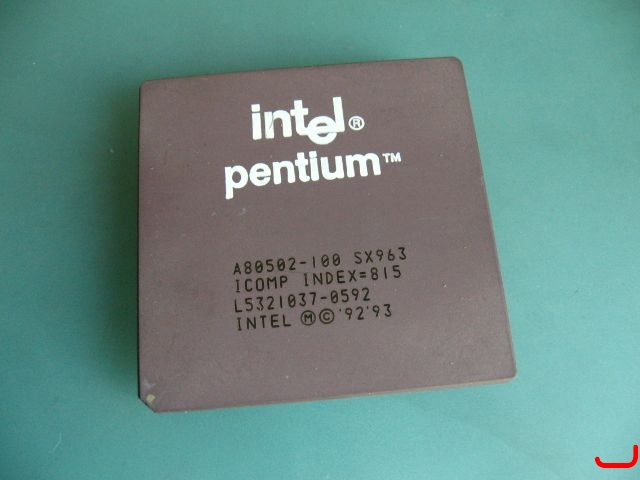 intel®
pentium™
A80502-100 SX963
ICOMP INDEX=815
L5321037-0592
INTEL Ⓜ© '92'93